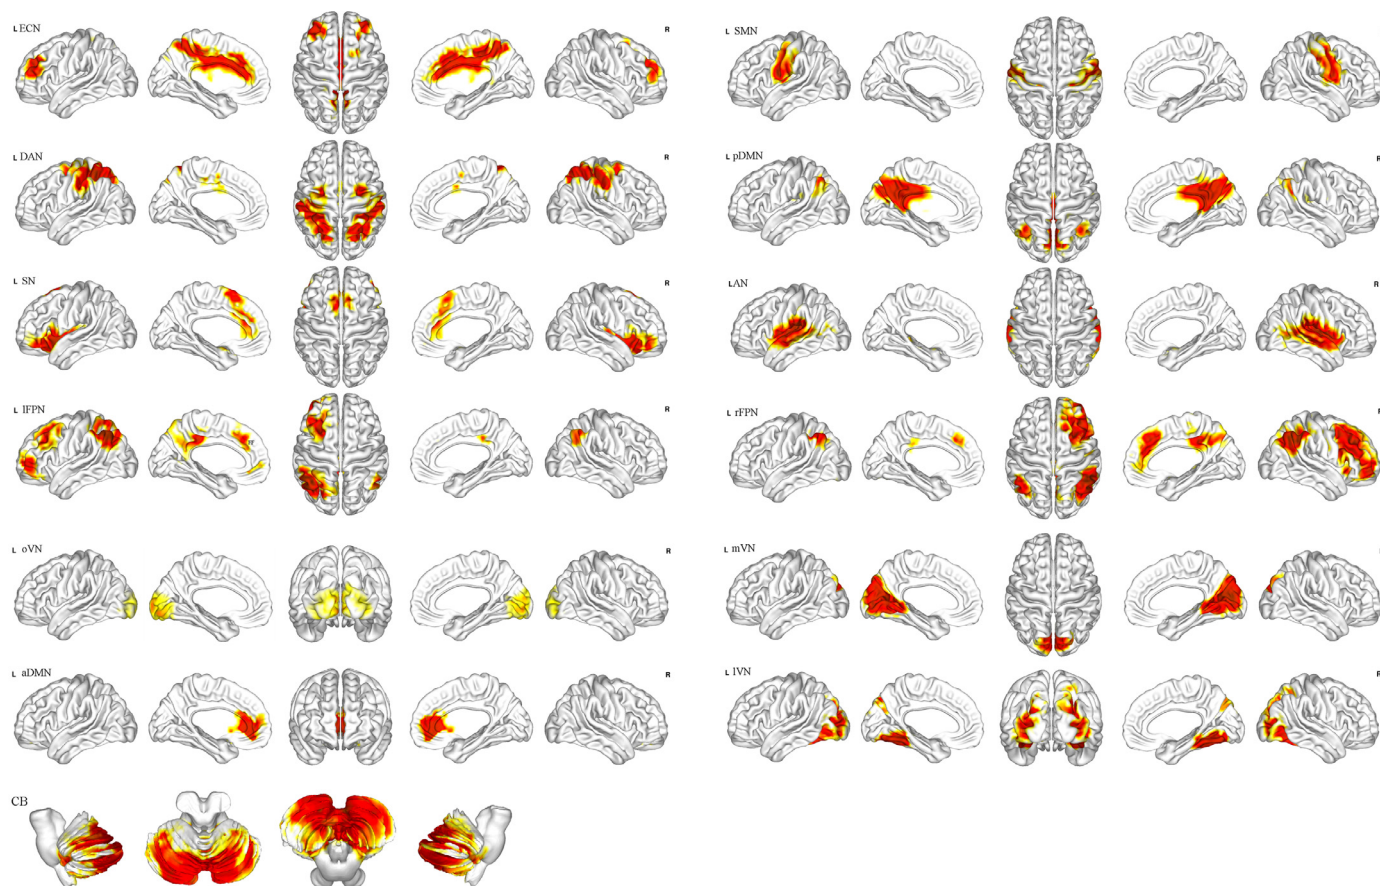 L ECN R
L SMN
L DAN R
L pDMN R
L SN R
L AN R
L lFPN R
L rFPN
L oVN R
L mVN
L aDMN R
L lVN R
CB